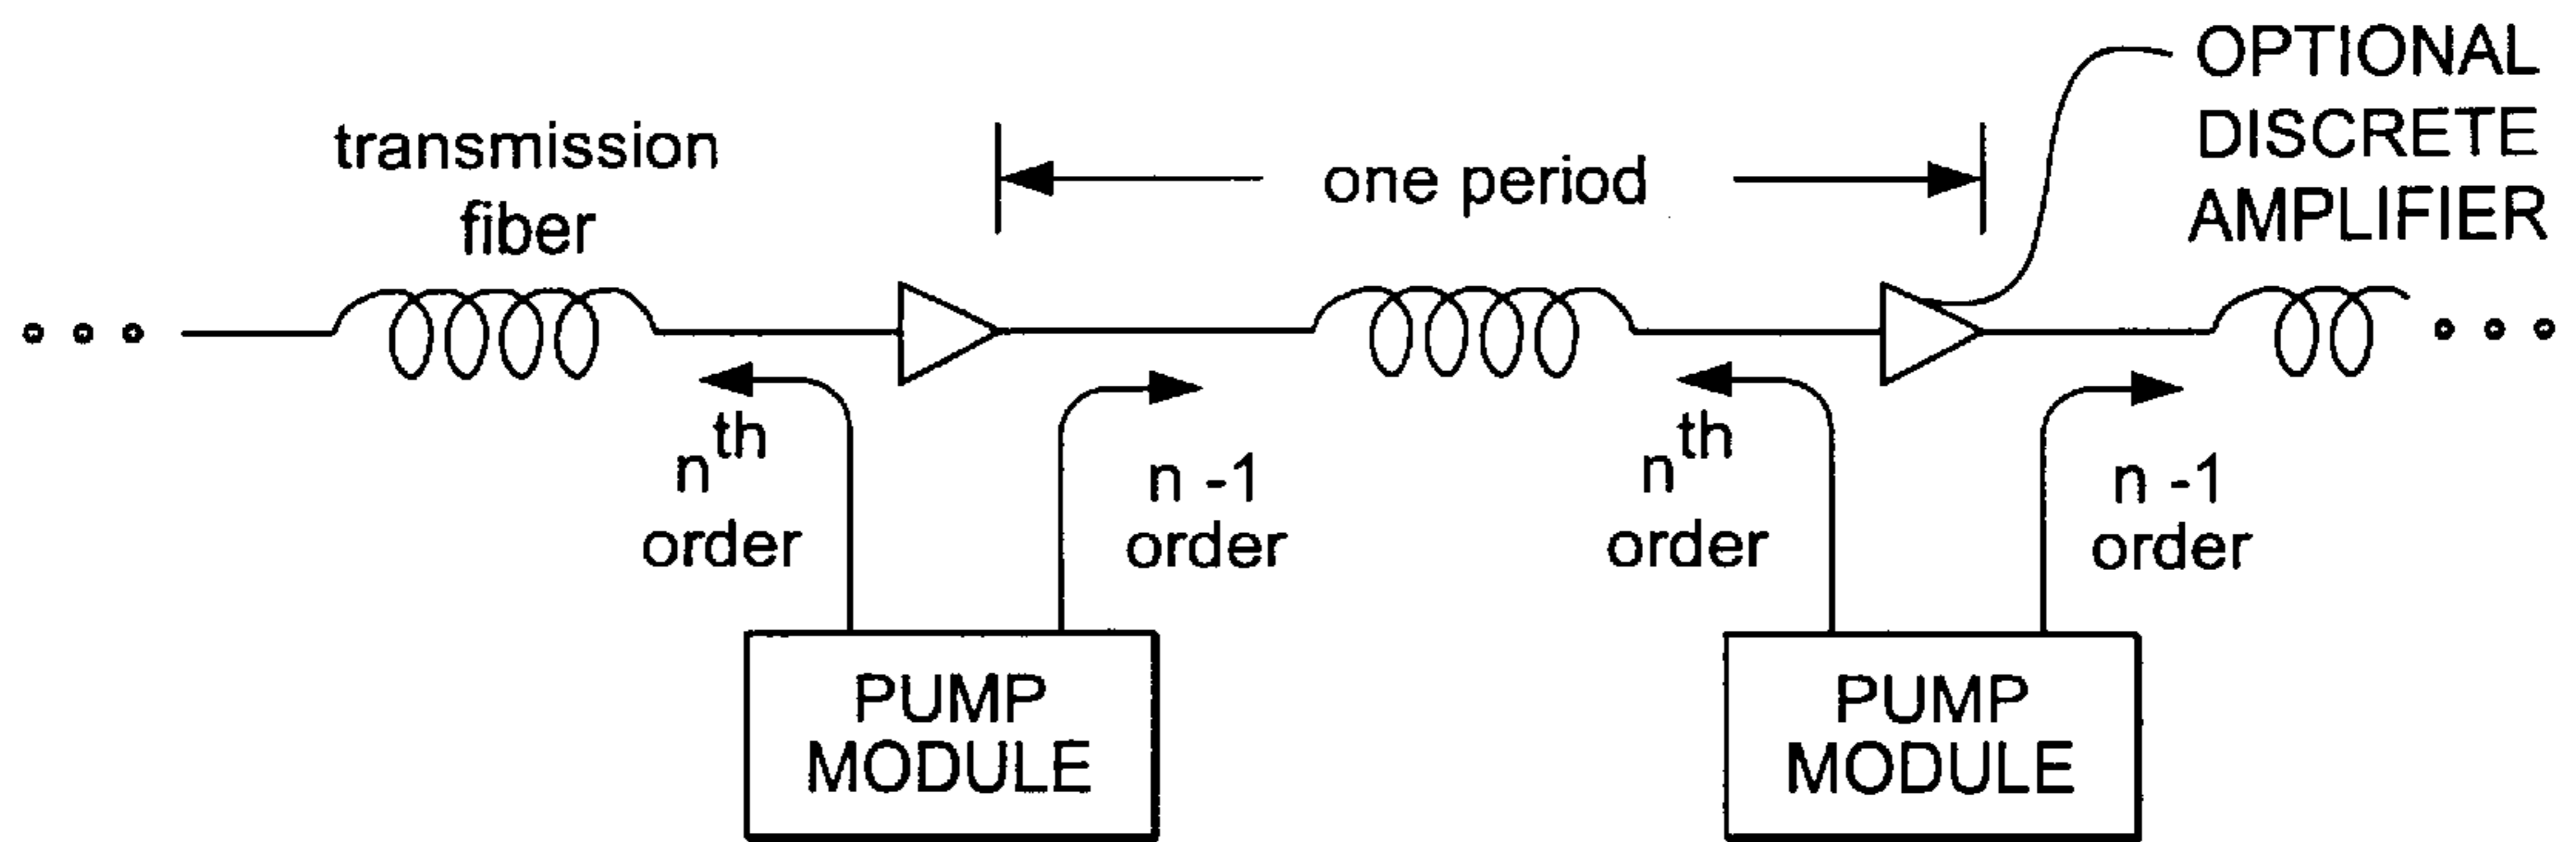 OPTIONAL
DISCRETE
AMPLIFIER
transmission
fiber
one period
nth
order
n -1
order
nth
order
n -1
order
PUMP
MODULE
PUMP
MODULE